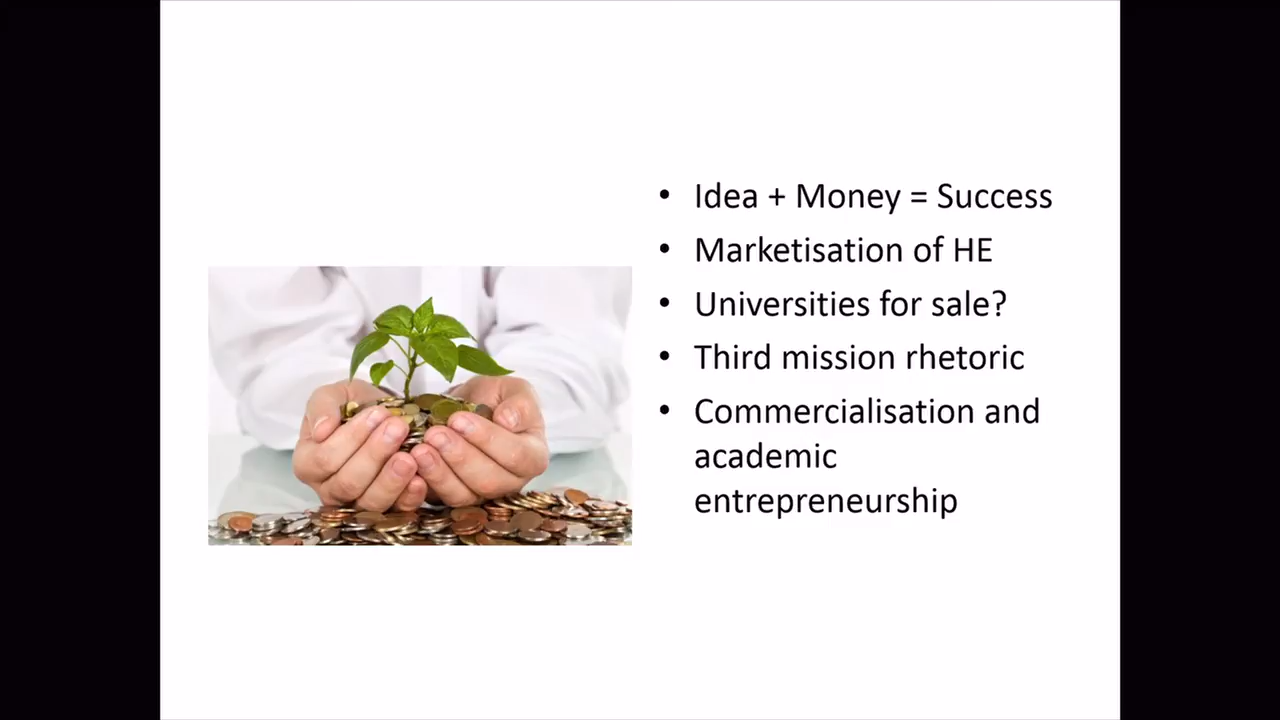 • Idea + Money = Success
• Marketisation of HE
• Universities for sale?
• Third mission rhetoric
• Commercialisation and
academic
entrepreneurship